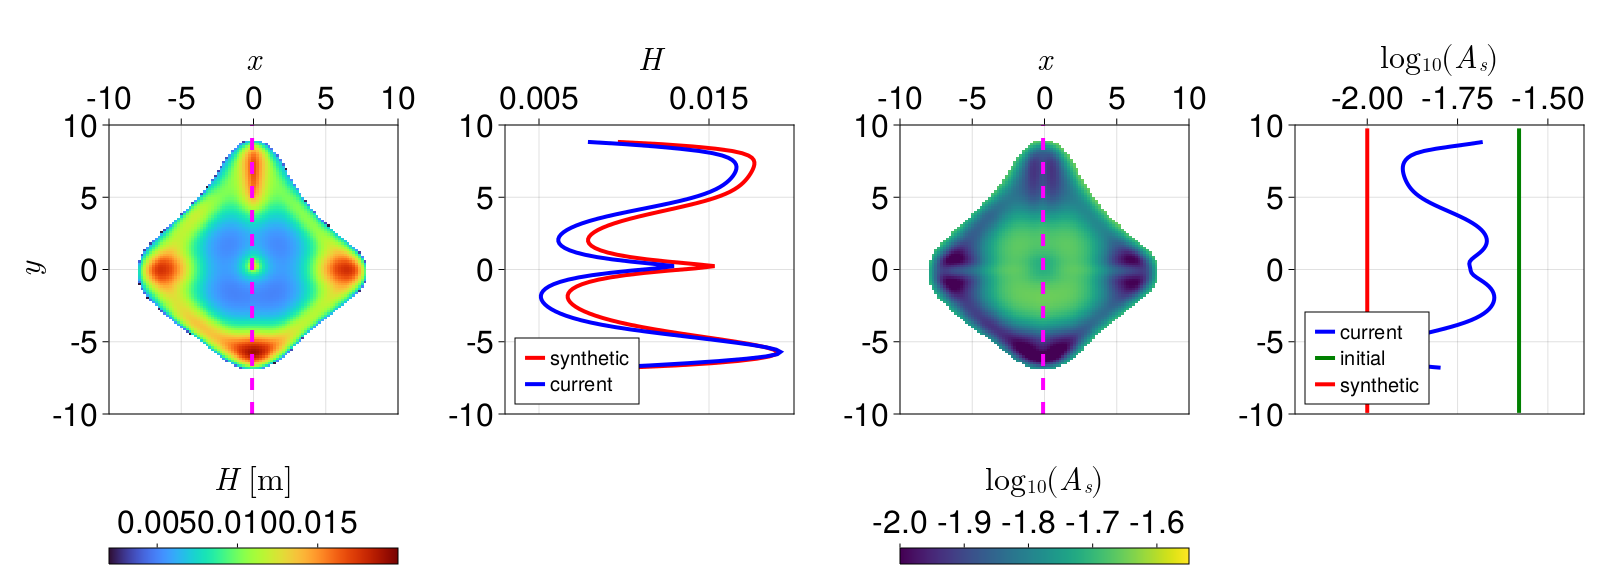 x
-10 -5 0 5 10
10
5
0
-5
-10
y
H [m]
0.0050.0100.015
H
0.005 0.015
10
5
0
-5
-10
synthetic
current
x
-10 -5 0 5 10
10
5
0
-5
-10
log₁₀(Aₛ)
-2.0 -1.9 -1.8 -1.7 -1.6
log₁₀(Aₛ)
-2.00 -1.75 -1.50
10
5
0
-5
-10
current
initial
synthetic